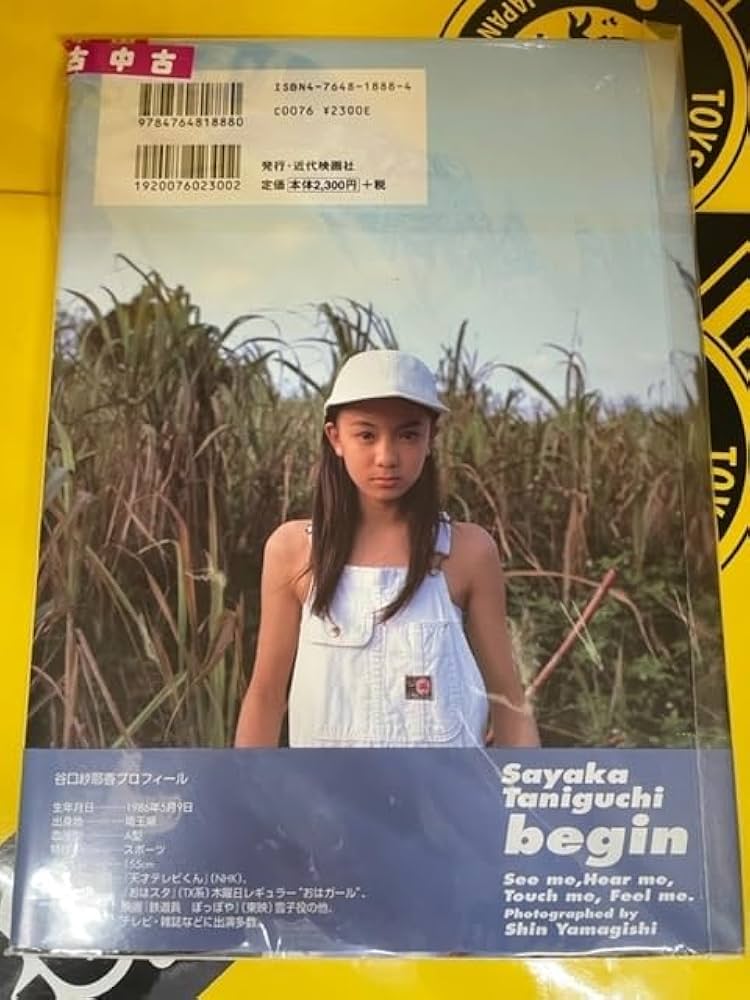 古中古
JAPAN
TOYS
ISBN4-7648-1888-4
C0076 ¥2300E
9784764818880
1920076023002
発行・近代映画社
定価 本体2,300円 +税
TOY
谷口紗耶香プロフィール
生年月日 1986年5月9日
出身地 埼玉県
A型
スポーツ
155cm
「天才テレビくん」(NHK)、
「おはスタ」(TX系)木曜日レギュラー“おはガール”、
映画「鉄道員 ぽっぽや」(東映)雪子役の他、
テレビ・雑誌などに出演多数。
Sayaka
Taniguchi
begin
See me,Hear me,
Touch me, Feel me.
Photographed by
Shin Yamagishi